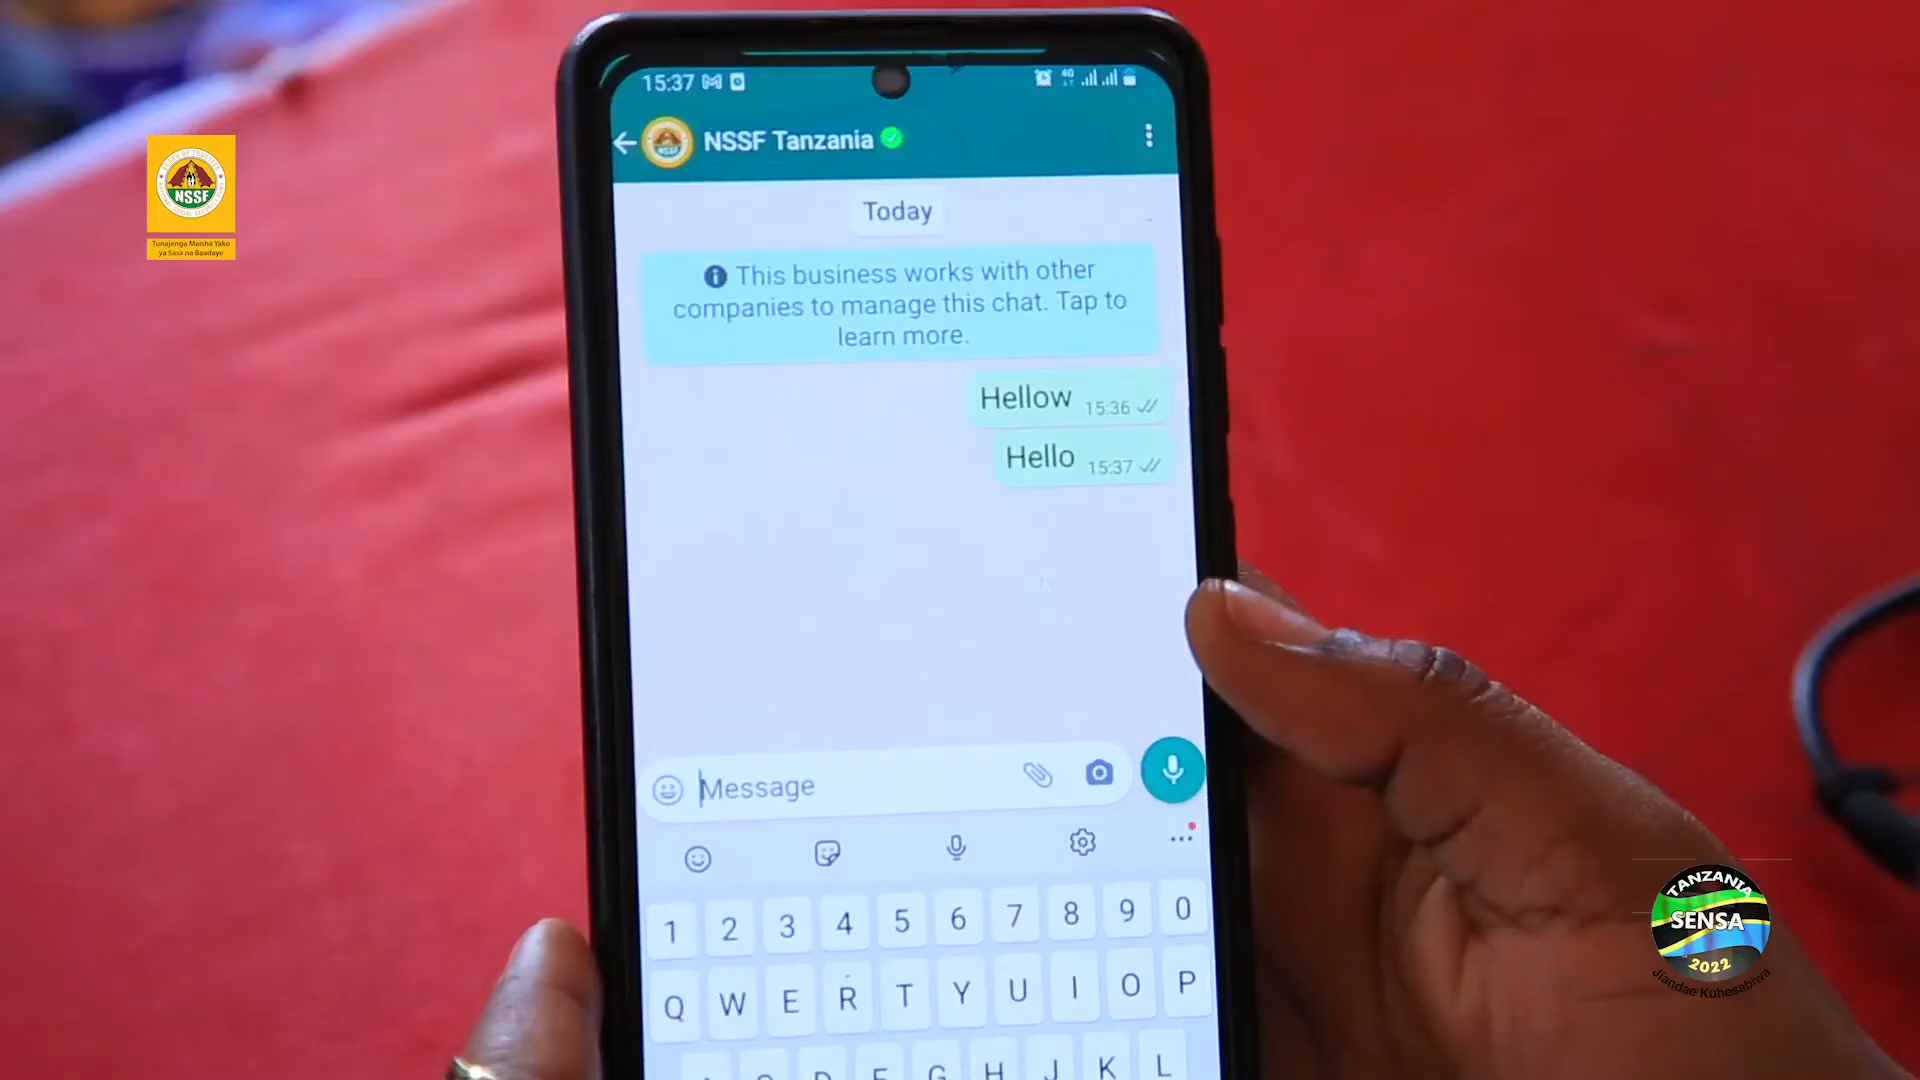 15:37
4G
NSSF Tanzania
Today
This business works with other
companies to manage this chat. Tap to
learn more.
Hellow 15:36
Hello 15:37
Message
1 2 3 4 5 6 7 8 9 0
Q W E R T Y U I O P
H J K L
NSSF
Tunajenga Maisha Yako
ya Sasa na Baadaye
TANZANIA
SENSA
2022
Jiandae Kuhesabiwa